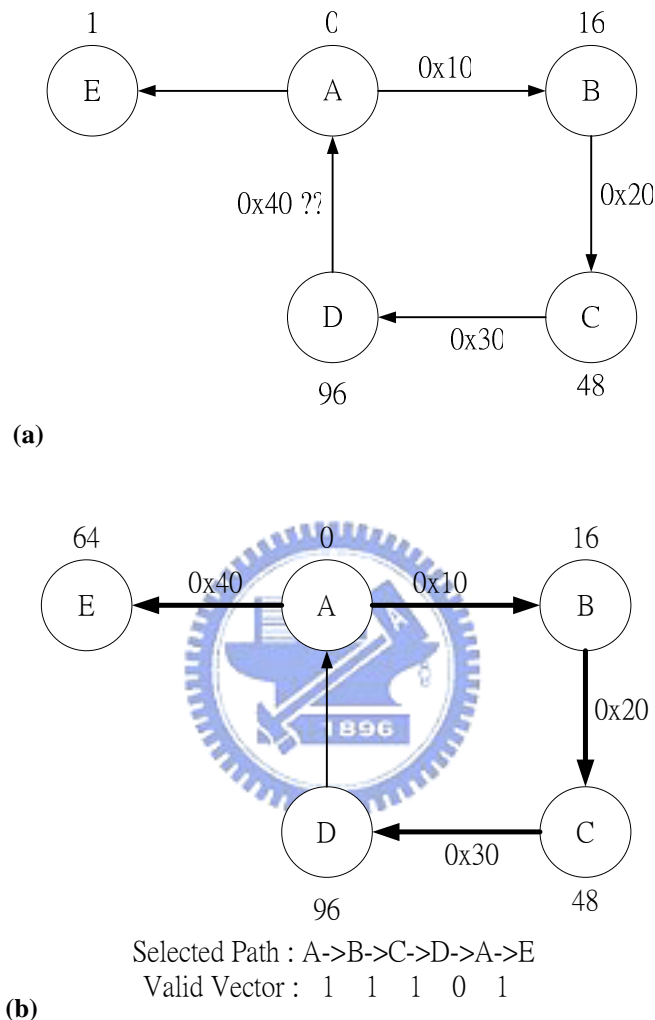 1 0 16
E A 0x10 B
0x40 ?? 0x20
D 0x30 C
96 48
(a)
64 0 16
E 0x40 A 0x10 B
0x20
1896
D 0x30 C
96 48
Selected Path : A->B->C->D->A->E
Valid Vector : 1 1 1 0 1
(b)